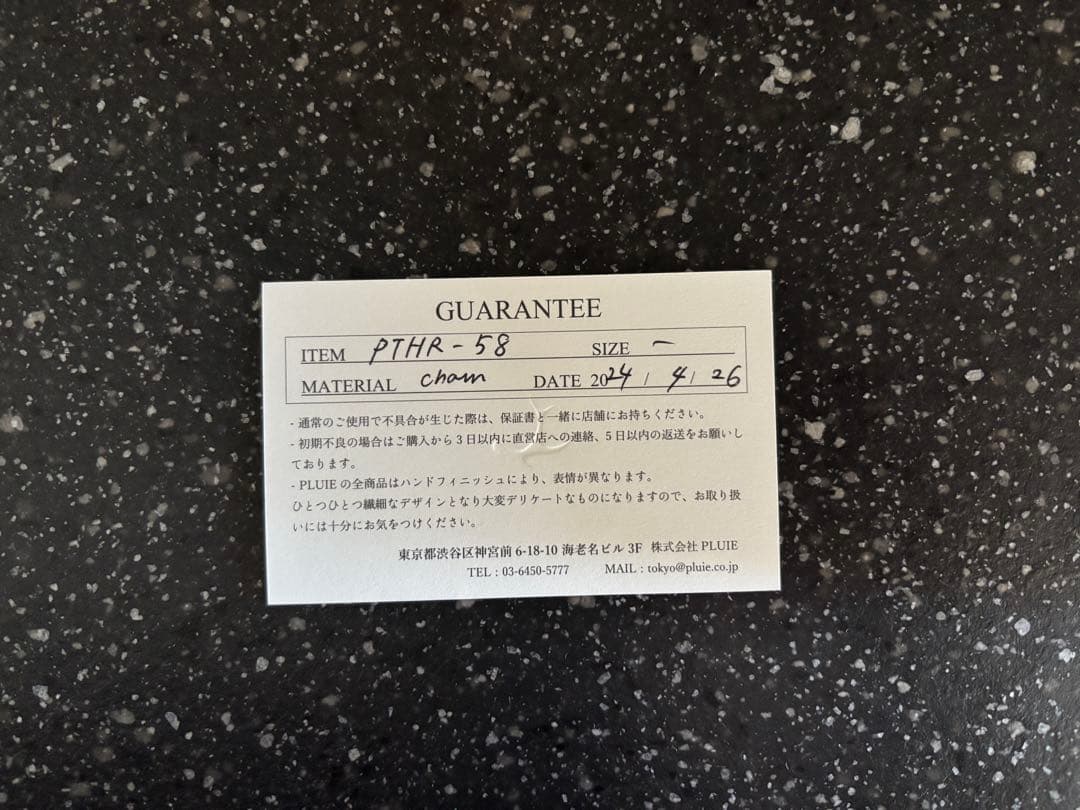 GUARANTEE
ITEM PTHR-58 SIZE ー
MATERIAL cham DATE 2024 / 4 / 26
- 通常のご使用で不具合が生じた際は、保証書と一緒に店舗にお持ちください。
- 初期不良の場合はご購入から3日以内に直営店への連絡、5日以内の返送をお願いし
ております。
- PLUIE の全商品はハンドフィニッシュにより、表情が異なります。
ひとつひとつ繊細なデザインとなり大変デリケートなものになりますので、お取り扱
いには十分にお気をつけください。
東京都渋谷区神宮前 6-18-10 海老名ビル 3F 株式会社 PLUIE
TEL : 03-6450-5777 MAIL : tokyo@pluie.co.jp